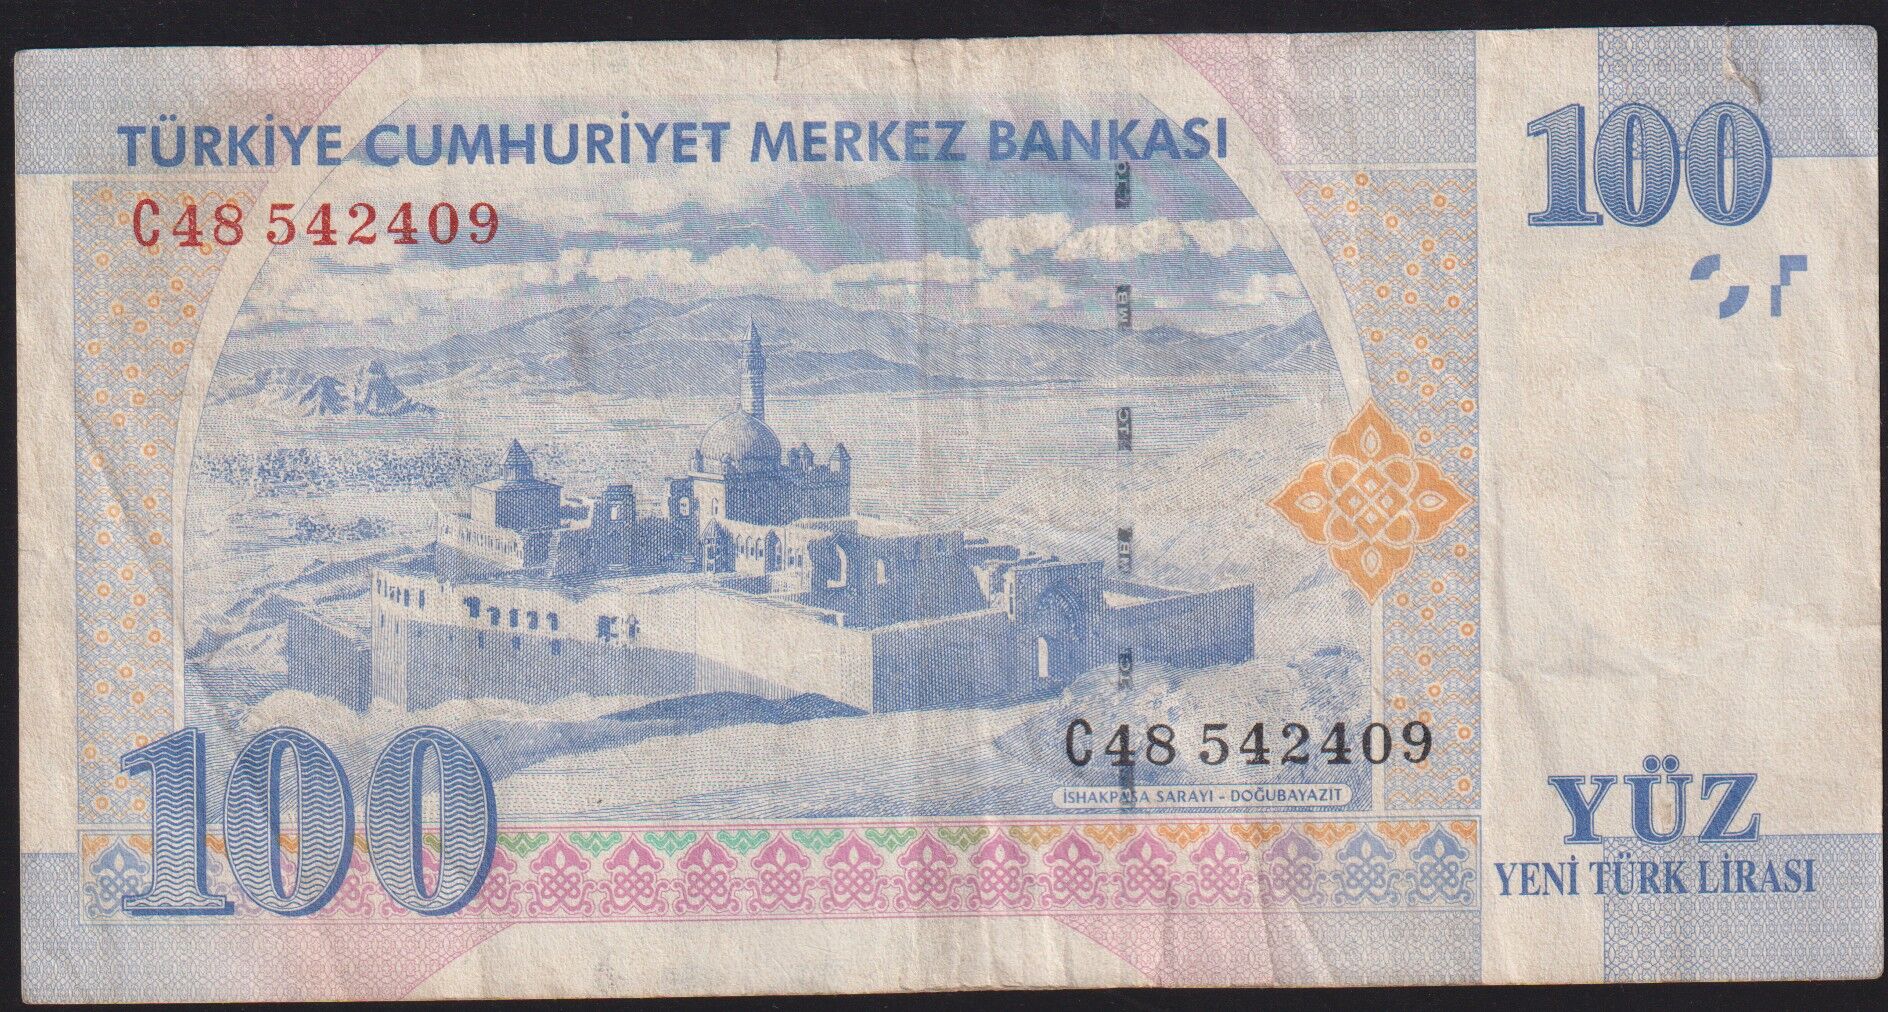 TÜRKİYE CUMHURİYET MERKEZ BANKASI
100
C48 542409
C48 542409
İSHAKPAŞA SARAYI - DOĞUBAYAZIT
100
YÜZ
YENİ TÜRK LİRASI